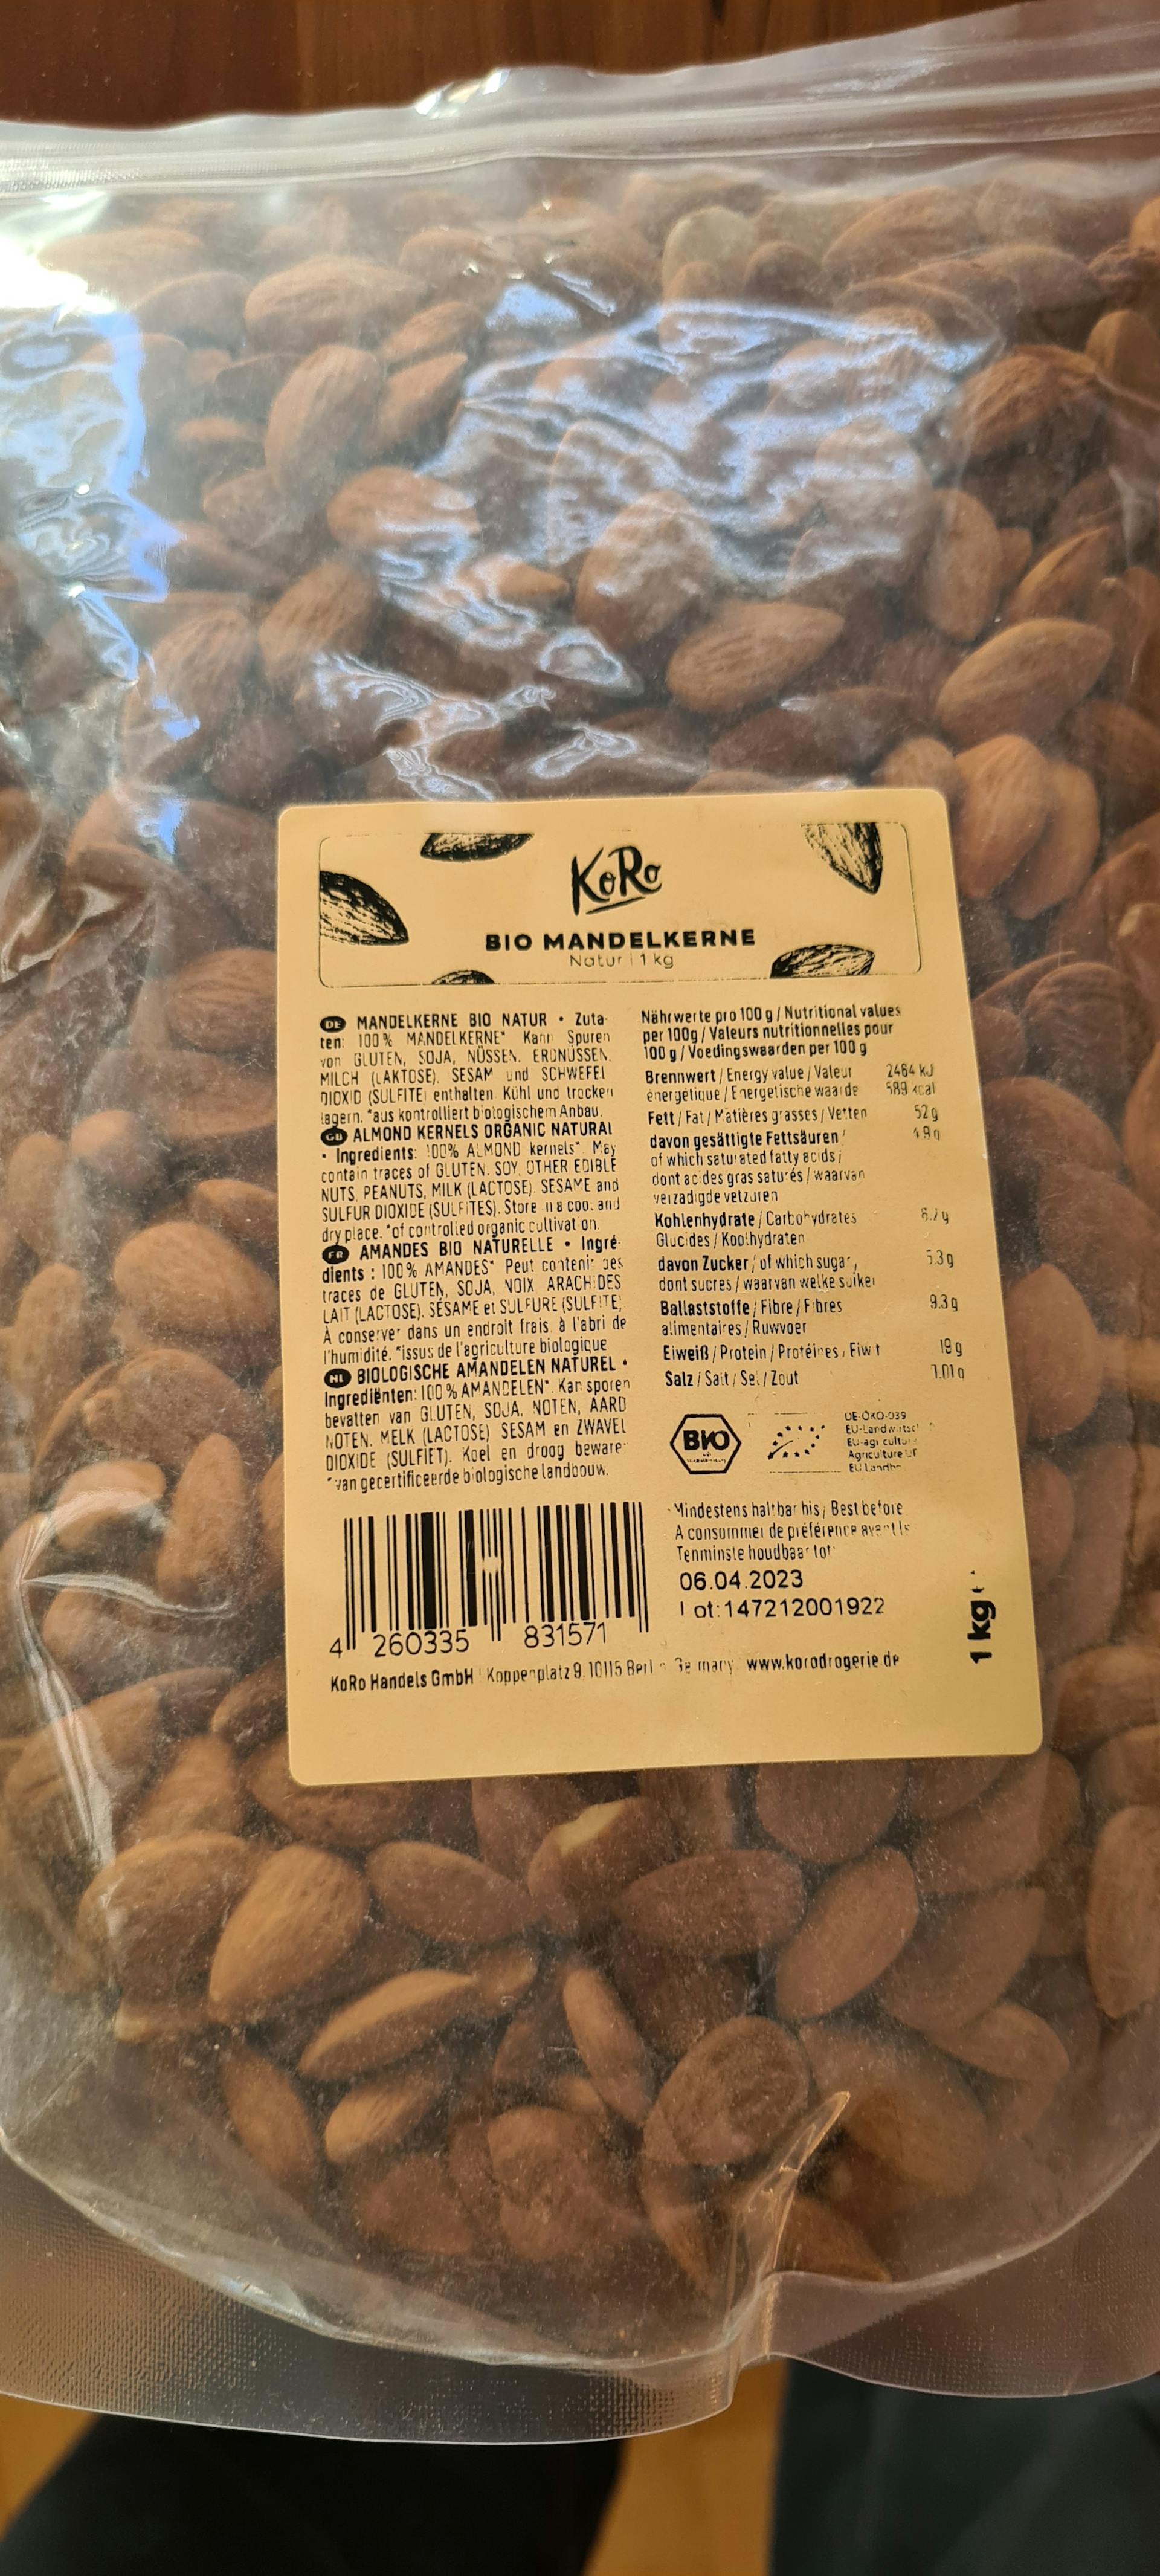 KoRo
BIO MANDELKERNE
Natur | 1 kg
DE MANDELKERNE BIO NATUR • Zuta-
ten: 100% MANDELKERNE* Kann Spuren
von GLUTEN, SOJA, NÜSSEN, ERDNÜSSEN,
MILCH (LAKTOSE), SESAM und SCHWEFEL
DIOXID (SULFITE) enthalten. Kühl und trocken
lagern. *aus kontrolliert biologischem Anbau.
GB ALMOND KERNELS ORGANIC NATURAL
• Ingredients: 100% ALMOND kernels*. May
contain traces of GLUTEN, SOY, OTHER EDIBLE
NUTS, PEANUTS, MILK (LACTOSE), SESAME and
SULFUR DIOXIDE (SULFITES). Store in a cool and
dry place. *of controlled organic cultivation.
FR AMANDES BIO NATURELLE • Ingré-
dients : 100% AMANDES* Peut contenir des
traces de GLUTEN, SOJA, NOIX ARACHIDES
LAIT (LACTOSE), SÉSAME et SULFURE (SULFITE)
À conserver dans un endroit frais, à l'abri de
l'humidité. *issus de l'agriculture biologique
NL BIOLOGISCHE AMANDELEN NATUREL •
Ingrediënten: 100% AMANDELEN*. Kan sporen
bevatten van GLUTEN, SOJA, NOTEN, AARD
NOTEN, MELK (LACTOSE) SESAM en ZWAVEL
DIOXIDE (SULFIET). Koel en droog bewaren
*van gecertificeerde biologische landbouw.
Nährwerte pro 100 g / Nutritional values
per 100g / Valeurs nutritionnelles pour
100 g / Voedingswaarden per 100 g
Brennwert / Energy value / Valeur 2464 kJ
énergetique / Energetische waarde 589 kcal
Fett / Fat / Matières grasses / Vetten 52 g
davon gesättigte Fettsäuren /
of which saturated fatty acids /
dont acides gras saturés / waarvan
verzadigde vetzuren
Kohlenhydrate / Carbohydrates
Glucides / Koolhydraten
davon Zucker / of which sugar, 5.3 g
dont sucres / waarvan welke suiker
Ballaststoffe / Fibre / Fibres 9.3 g
alimentaires / Ruwvoer
Eiweiß / Protein / Protéines / Eiwit 19 g
Salz / Salt / Sel / Zout
BIO
DE-ÖKO-039
Agriculture UE
Mindestens haltbar bis / Best before
A consommer de préférence avant le
Tenminste houdbaar tot
06.04.2023
Lot:147212001922
1 kg
4 260335 831571
KoRo Handels GmbH | Koppenplatz 9, 10115 Berlin Germany www.korodrogerie.de